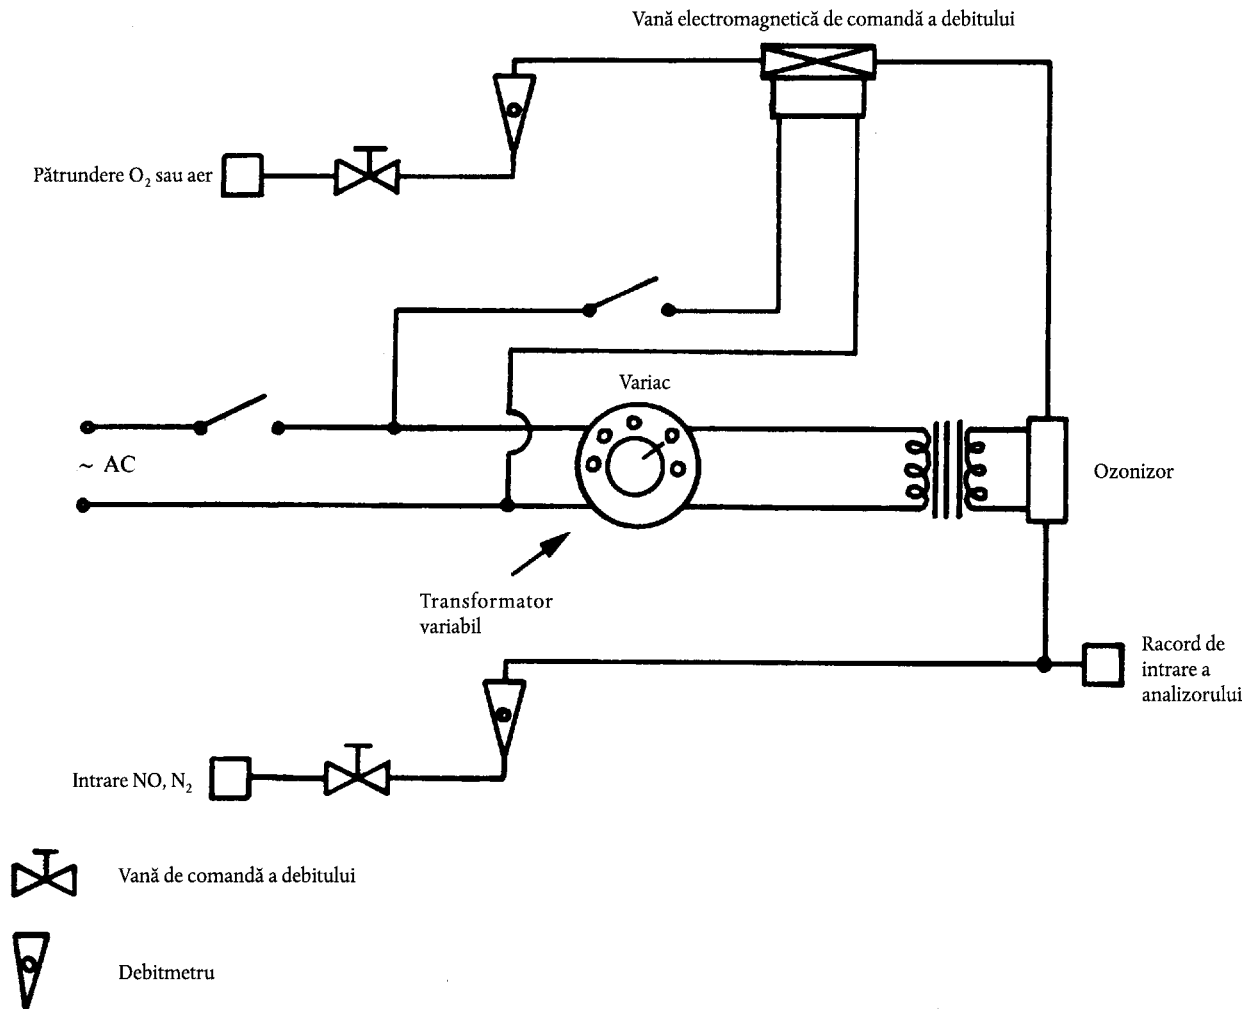 Vană electromagnetică de comandă a debitului
Pătrundere O₂ sau aer
Variac
~ AC
Ozonizor
Transformator
variabil
Racord de
intrare a
analizorului
Intrare NO, N₂
Vană de comandă a debitului
Debitmetru